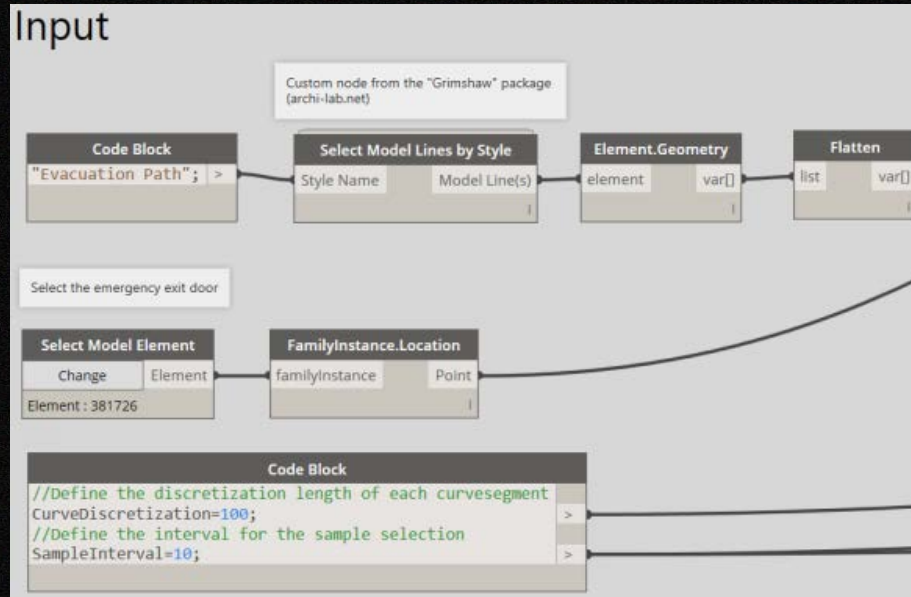 Input
Custom node from the "Grimshaw" package
(archi-lab.net)
Code Block
"Evacuation Path"; >
Select Model Lines by Style
Style Name Model Line(s)
Element.Geometry
element var[]
Flatten
list var[]
Select the emergency exit door
Select Model Element
Change Element
Element : 381726
FamilyInstance.Location
familyInstance Point
Code Block
//Define the discretization length of each curvesegment
CurveDiscretization=100; >
//Define the interval for the sample selection
SampleInterval=10; >